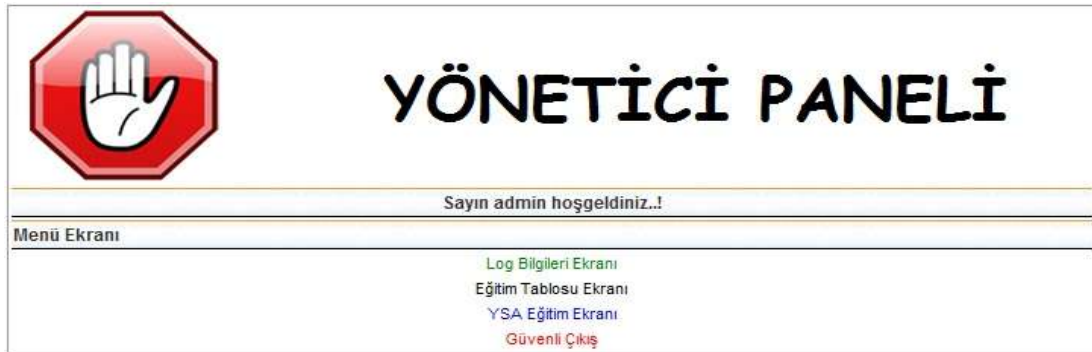 YÖNETİCİ PANELİ
Sayın admin hoşgeldiniz..!
Menü Ekranı
Log Bilgileri Ekranı
Eğitim Tablosu Ekranı
YSA Eğitim Ekranı
Güvenli Çıkış